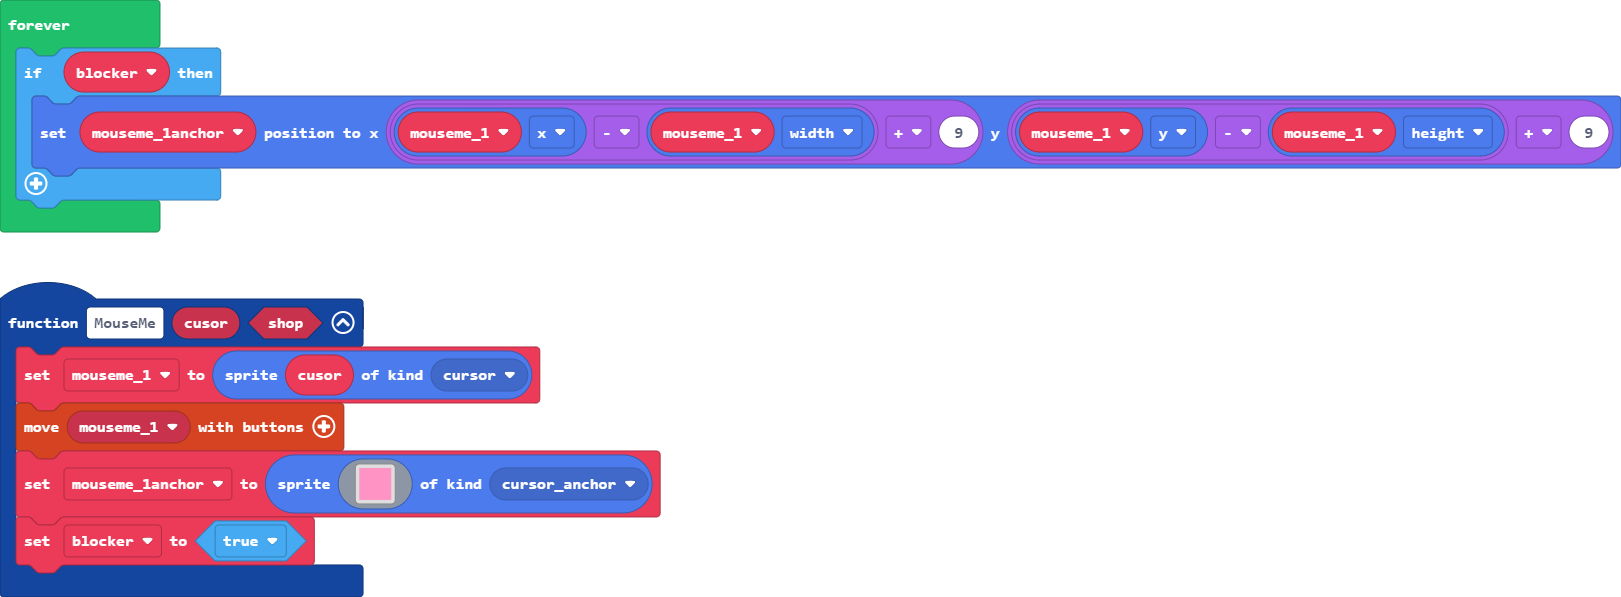 forever
if blocker then
set mouseme_1anchor position to x mouseme_1 x - mouseme_1 width + 9 y mouseme_1 y - mouseme_1 height + 9
function MouseMe cusor shop
set mouseme_1 to sprite cusor of kind cursor
move mouseme_1 with buttons
set mouseme_1anchor to sprite of kind cursor_anchor
set blocker to true